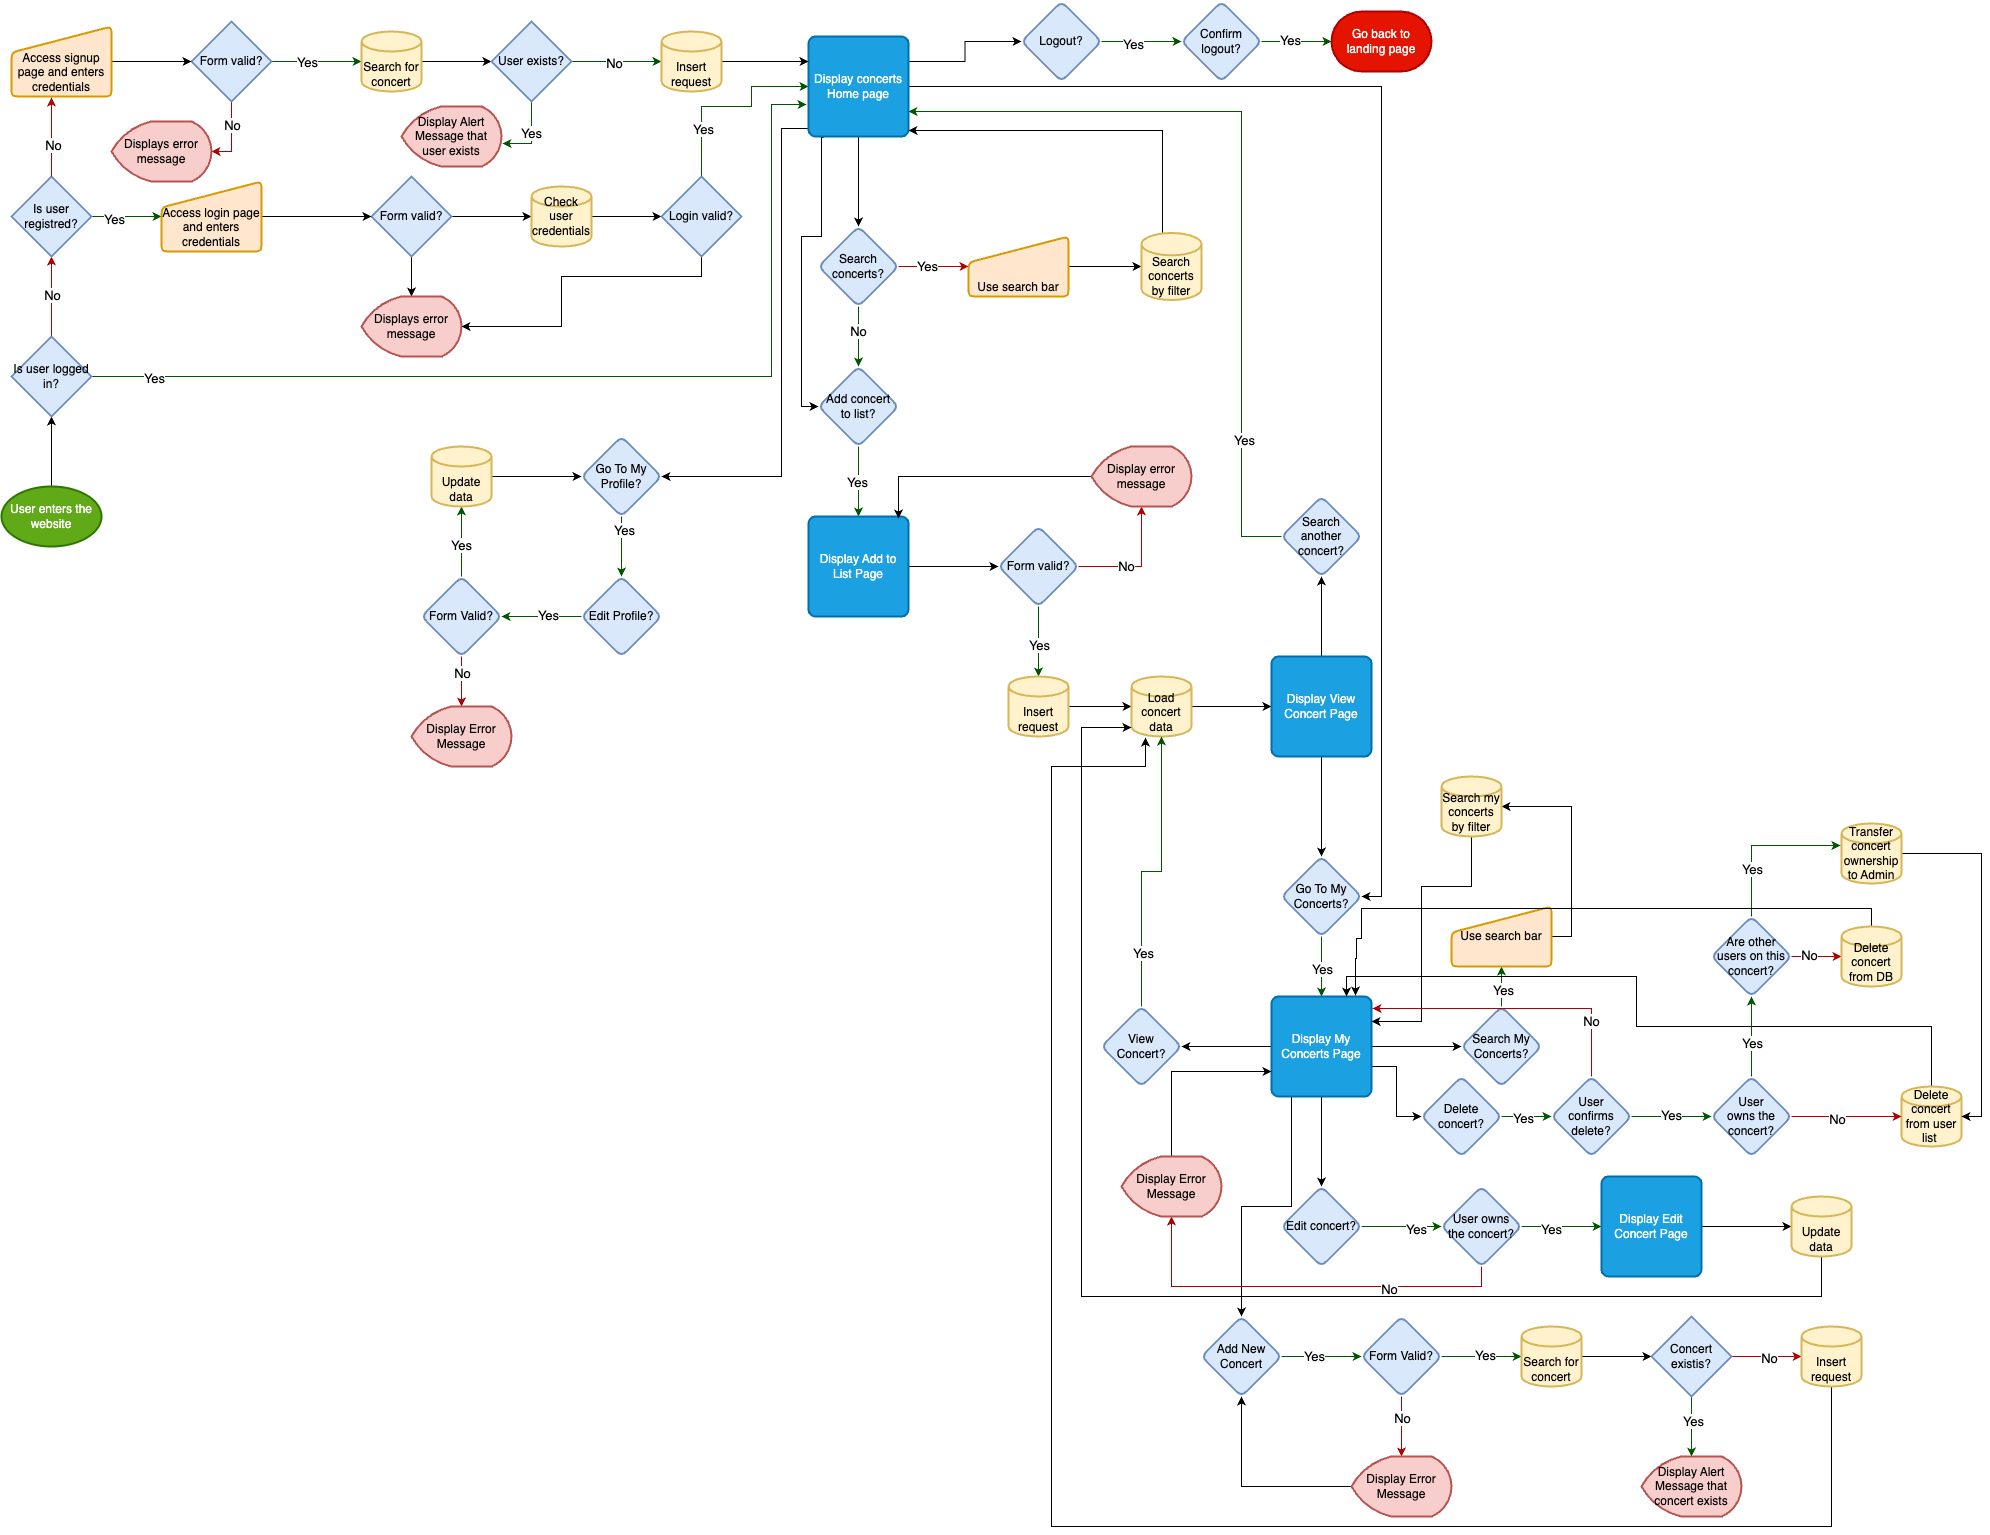 Access signup
page and enters
credentials
Form valid?
Yes
Search for
concert
User exists?
No
Insert
request
Display concerts
Home page
Logout?
Yes
Confirm
logout?
Yes
Go back to
landing page
No
Displays error
message
Display Alert
Message that
user exists
Yes
Yes
No
Is user
registred?
Yes
Access login page
and enters
credentials
Form valid?
Check
user
credentials
Login valid?
Displays error
message
No
Is user logged
in?
Yes
User enters the
website
Search
concerts?
Yes
Use search bar
Search
concerts
by filter
No
Add concert
to list?
Yes
Update
data
Go To My
Profile?
Yes
Yes
Form Valid?
Yes
Edit Profile?
No
Display Error
Message
Display Add to
List Page
Form valid?
No
Display error
message
Yes
Search
another
concert?
Yes
Insert
request
Load
concert
data
Display View
Concert Page
Search my
concerts
by filter
Go To My
Concerts?
Yes
Use search bar
Yes
Transfer
concert
ownership
to Admin
Yes
Are other
users on this
concert?
No
Delete
concert
from DB
Yes
View
Concert?
Display My
Concerts Page
Yes
Search My
Concerts?
No
Delete
concert?
Yes
User
confirms
delete?
Yes
User
owns the
concert?
No
Delete
concert
from user
list
Display Error
Message
Edit concert?
Yes
User owns
the concert?
Yes
Display Edit
Concert Page
Update
data
No
Add New
Concert
Yes
Form Valid?
Yes
Search for
concert
Concert
existis?
No
Insert
request
No
Yes
Display Error
Message
Display Alert
Message that
concert exists